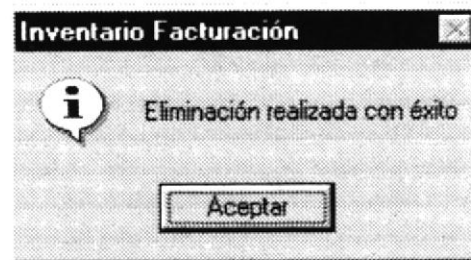 Inventario Facturación
Eliminación realizada con éxito
Aceptar